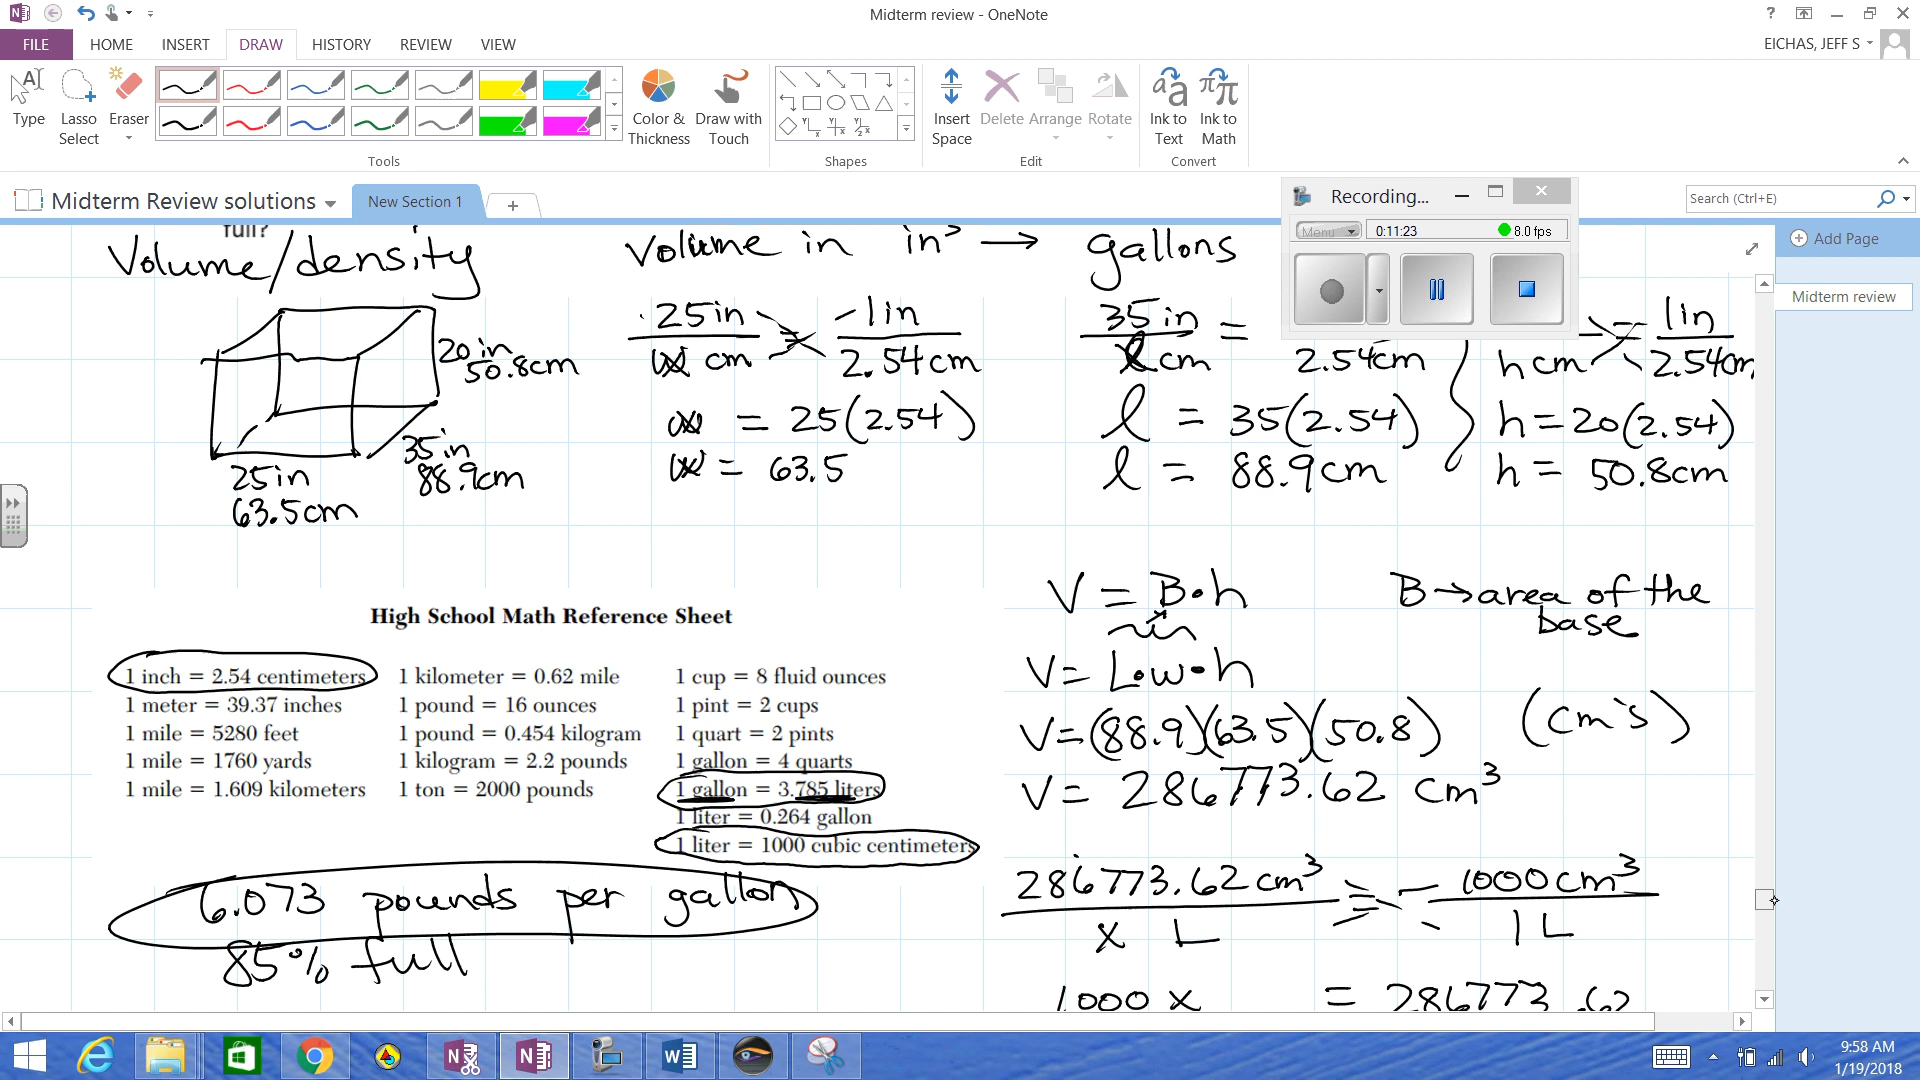 Midterm review - OneNote
FILE HOME INSERT DRAW HISTORY REVIEW VIEW
EICHAS, JEFF S
Type Lasso Select Eraser
Color & Thickness Draw with Touch
Insert Space Delete Arrange Rotate
Ink to Text Ink to Math
Tools Shapes Edit Convert
Midterm Review solutions New Section 1
Recording...
Menu 0:11:23 8.0 fps
Search (Ctrl+E)
Add Page
Midterm review
full?
Volume/density
Volume in in³ → gallons
20 in
50.8cm
35 in
88.9cm
25in
63.5cm
25in = 1in
w cm 2.54cm
w = 25(2.54)
w = 63.5
35 in =
l cm 2.54cm
l = 35(2.54)
l = 88.9cm
= 1in
h cm 2.54cm
h = 20(2.54)
h = 50.8cm
High School Math Reference Sheet
1 inch = 2.54 centimeters 1 kilometer = 0.62 mile 1 cup = 8 fluid ounces
1 meter = 39.37 inches 1 pound = 16 ounces 1 pint = 2 cups
1 mile = 5280 feet 1 pound = 0.454 kilogram 1 quart = 2 pints
1 mile = 1760 yards 1 kilogram = 2.2 pounds 1 gallon = 4 quarts
1 mile = 1.609 kilometers 1 ton = 2000 pounds 1 gallon = 3.785 liters
1 liter = 0.264 gallon
1 liter = 1000 cubic centimeters
6.073 pounds per gallon
85% full
V = B•h B → area of the
base
V = L•w•h
V = (88.9)(63.5)(50.8) (cm's)
V = 286773.62 cm³
286773.62 cm³ = 1000 cm³
x L 1 L
1000 x = 286773.62
9:58 AM
1/19/2018